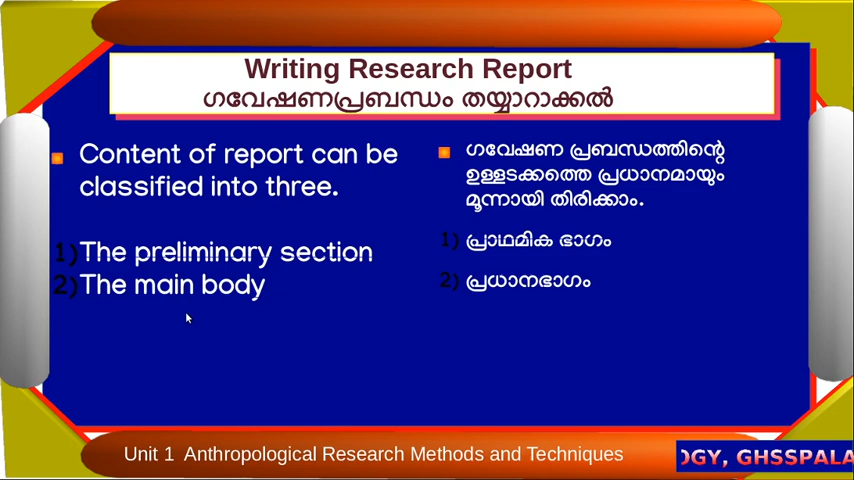 Writing Research Report
ഗവേഷണപ്രബന്ധം തയ്യാറാക്കൽ
Content of report can be
classified into three.
1) The preliminary section
2) The main body
ഗവേഷണ പ്രബന്ധത്തിന്റെ
ഉള്ളടക്കത്തെ പ്രധാനമായും
മൂന്നായി തിരിക്കാം.
1) പ്രാഥമിക ഭാഗം
2) പ്രധാനഭാഗം
Unit 1 Anthropological Research Methods and Techniques
OGY, GHSSPALA